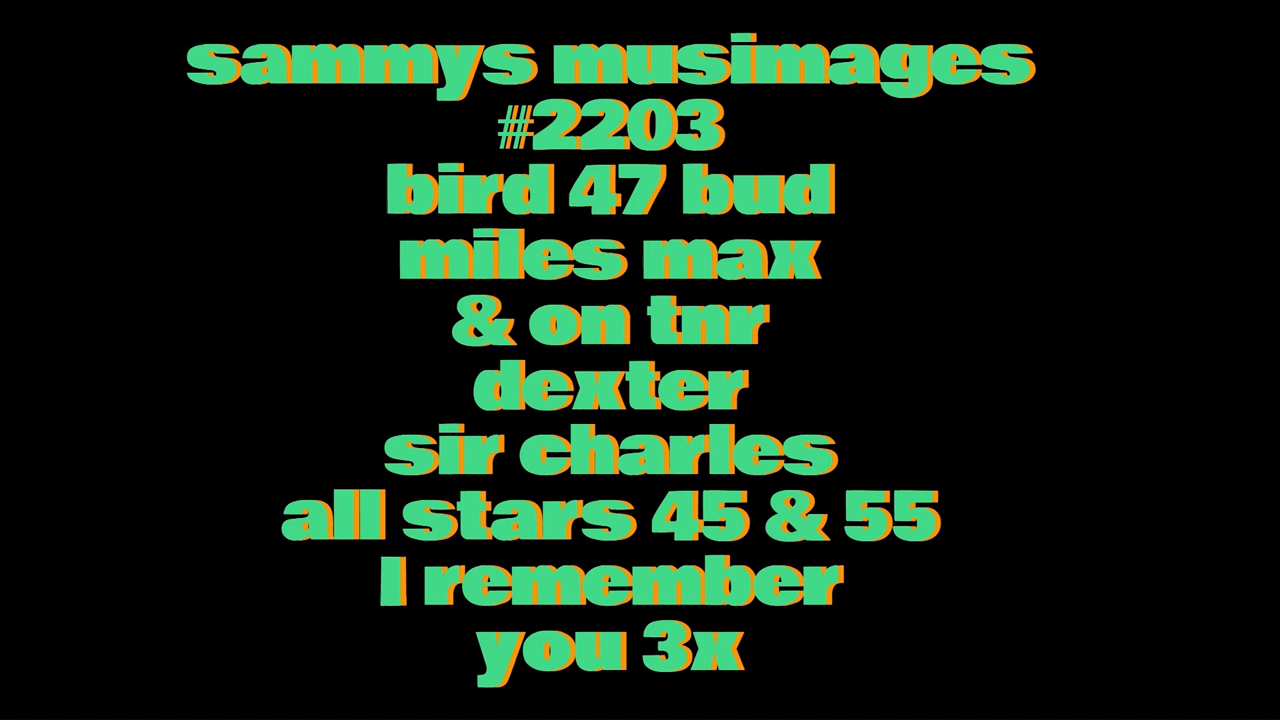 sammys musimages
#2203
bird 47 bud
miles max
& on tnr
dexter
sir charles
all stars 45 & 55
I remember
you 3x